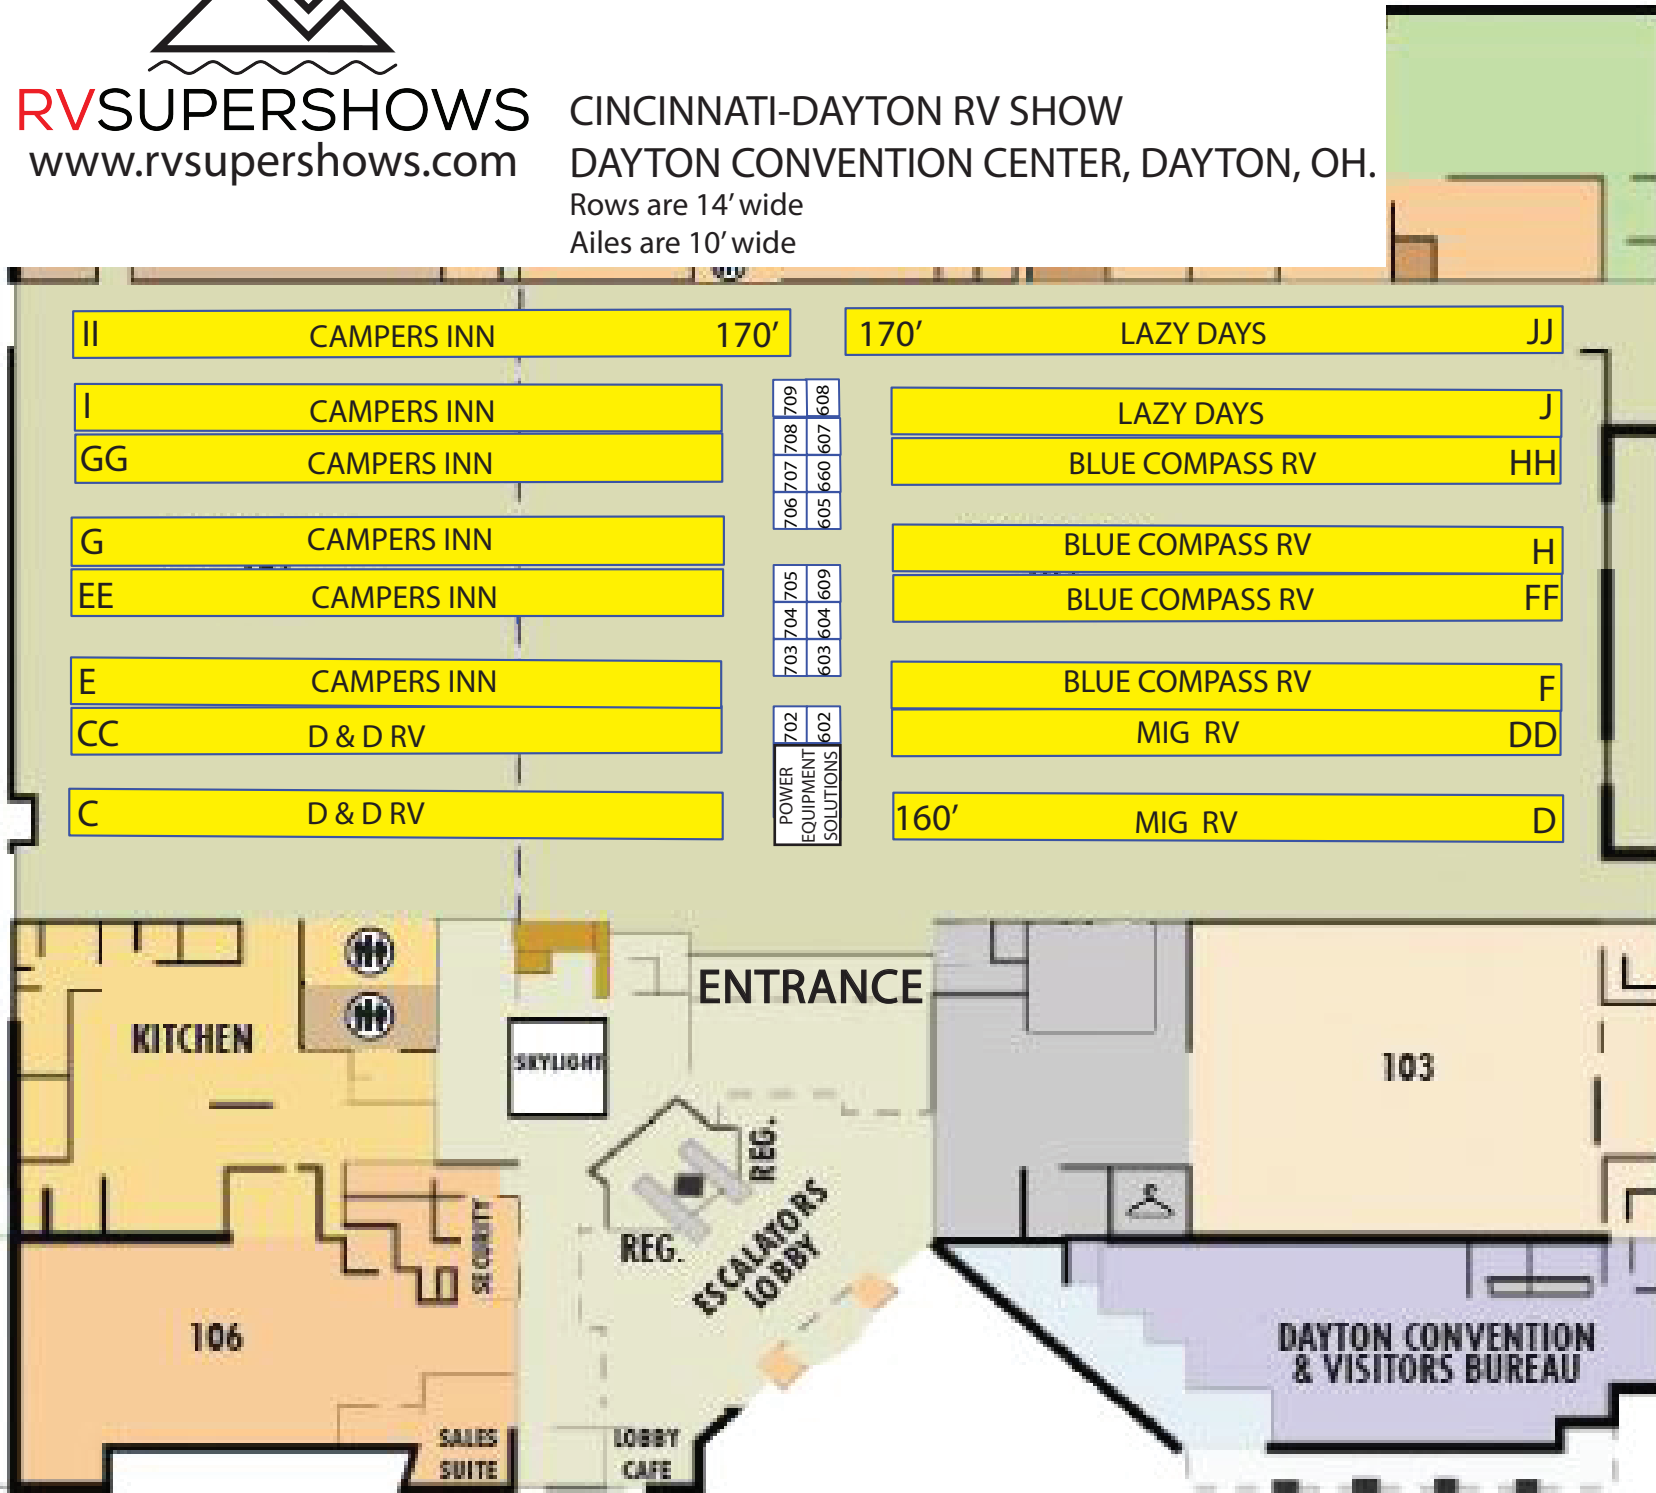 RVSUPERSHOWS
www.rvsupershows.com
CINCINNATI-DAYTON RV SHOW
DAYTON CONVENTION CENTER, DAYTON, OH.
Rows are 14' wide
Ailes are 10' wide
II CAMPERS INN 170'
170' LAZY DAYS JJ
I CAMPERS INN
LAZY DAYS J
GG CAMPERS INN
BLUE COMPASS RV HH
G CAMPERS INN
BLUE COMPASS RV H
EE CAMPERS INN
BLUE COMPASS RV FF
E CAMPERS INN
BLUE COMPASS RV F
CC D & D RV
MIG RV DD
C D & D RV
160' MIG RV D
709 608
708 607
707 660
706 605
705 609
704 604
703 603
702 602
POWER
EQUIPMENT
SOLUTIONS
ENTRANCE
KITCHEN
SKYLIGHT
103
REG.
REG.
ESCALATORS
LOBBY
SECURITY
106
DAYTON CONVENTION
& VISITORS BUREAU
SALES
SUITE
LOBBY
CAFE